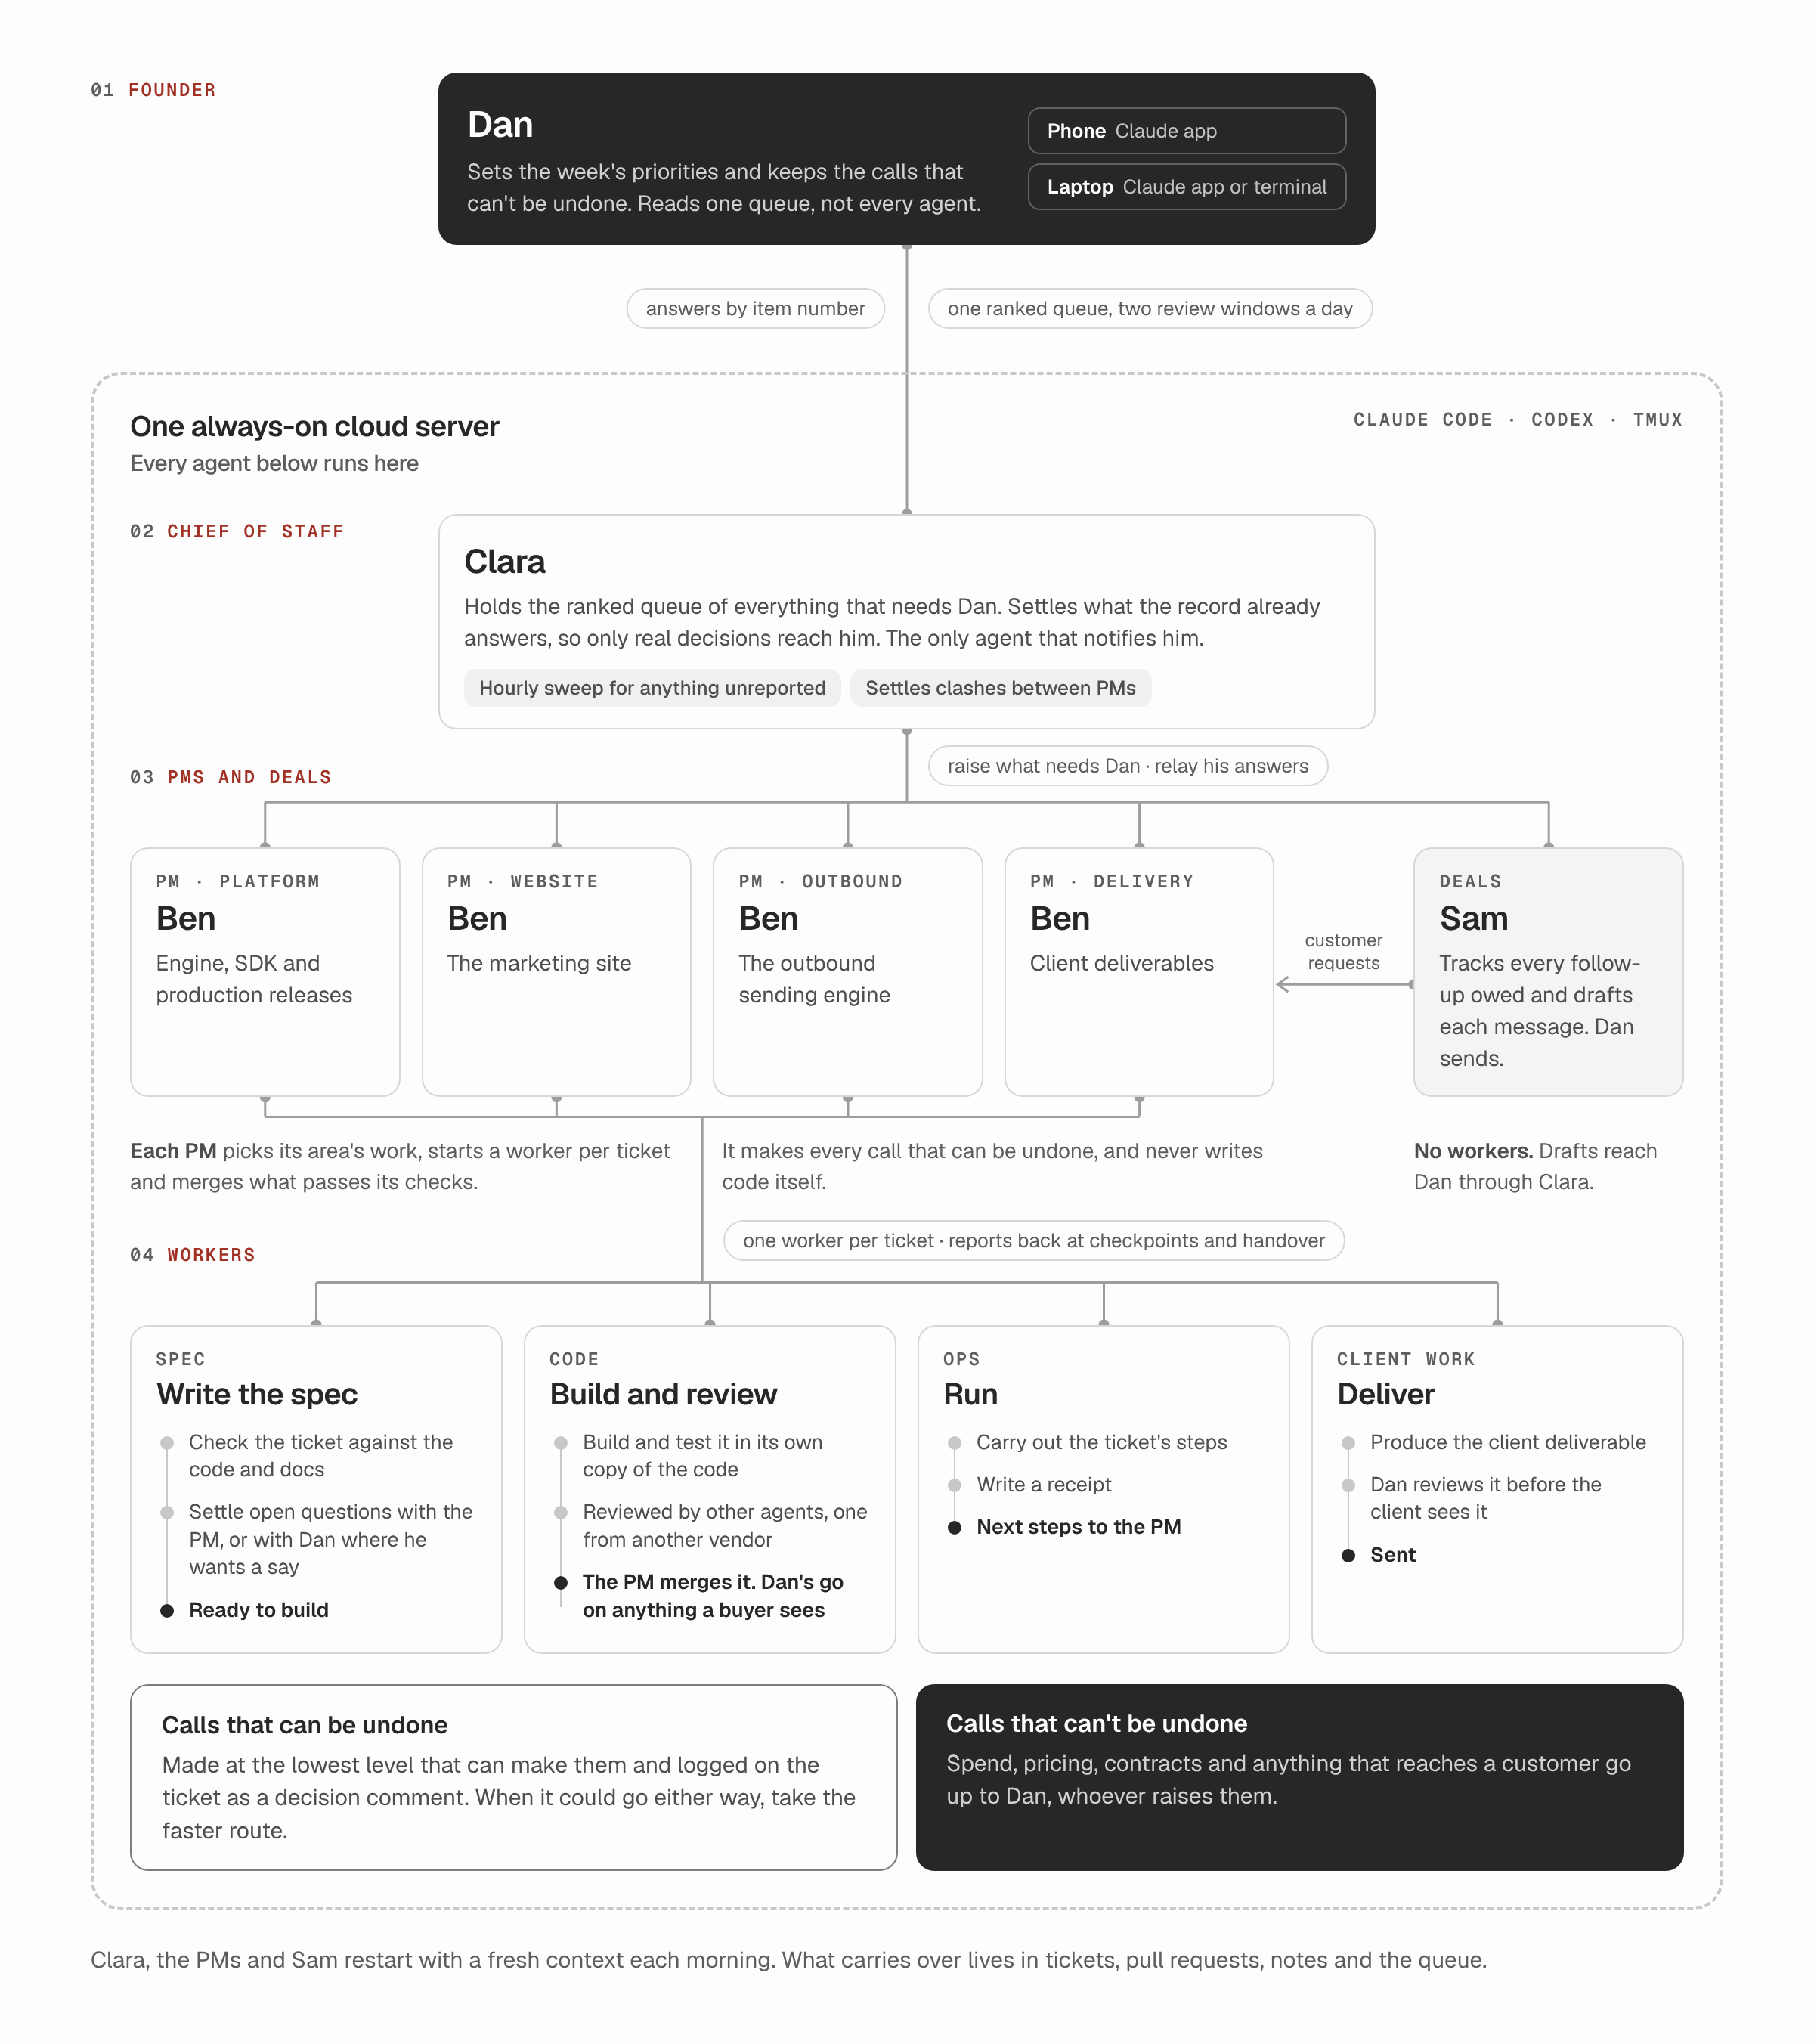 01 FOUNDER
Dan
Sets the week's priorities and keeps the calls that
can't be undone. Reads one queue, not every agent.
Phone Claude app
Laptop Claude app or terminal
answers by item number
one ranked queue, two review windows a day
One always-on cloud server
Every agent below runs here
CLAUDE CODE · CODEX · TMUX
02 CHIEF OF STAFF
Clara
Holds the ranked queue of everything that needs Dan. Settles what the record already
answers, so only real decisions reach him. The only agent that notifies him.
Hourly sweep for anything unreported
Settles clashes between PMs
raise what needs Dan · relay his answers
03 PMS AND DEALS
PM · PLATFORM
Ben
Engine, SDK and
production releases
PM · WEBSITE
Ben
The marketing site
PM · OUTBOUND
Ben
The outbound
sending engine
PM · DELIVERY
Ben
Client deliverables
customer
requests
DEALS
Sam
Tracks every follow-
up owed and drafts
each message. Dan
sends.
Each PM picks its area's work, starts a worker per ticket
and merges what passes its checks.
It makes every call that can be undone, and never writes
code itself.
No workers. Drafts reach
Dan through Clara.
one worker per ticket · reports back at checkpoints and handover
04 WORKERS
SPEC
Write the spec
Check the ticket against the
code and docs
Settle open questions with the
PM, or with Dan where he
wants a say
Ready to build
CODE
Build and review
Build and test it in its own
copy of the code
Reviewed by other agents, one
from another vendor
The PM merges it. Dan's go
on anything a buyer sees
OPS
Run
Carry out the ticket's steps
Write a receipt
Next steps to the PM
CLIENT WORK
Deliver
Produce the client deliverable
Dan reviews it before the
client sees it
Sent
Calls that can be undone
Made at the lowest level that can make them and logged on the
ticket as a decision comment. When it could go either way, take the
faster route.
Calls that can't be undone
Spend, pricing, contracts and anything that reaches a customer go
up to Dan, whoever raises them.
Clara, the PMs and Sam restart with a fresh context each morning. What carries over lives in tickets, pull requests, notes and the queue.